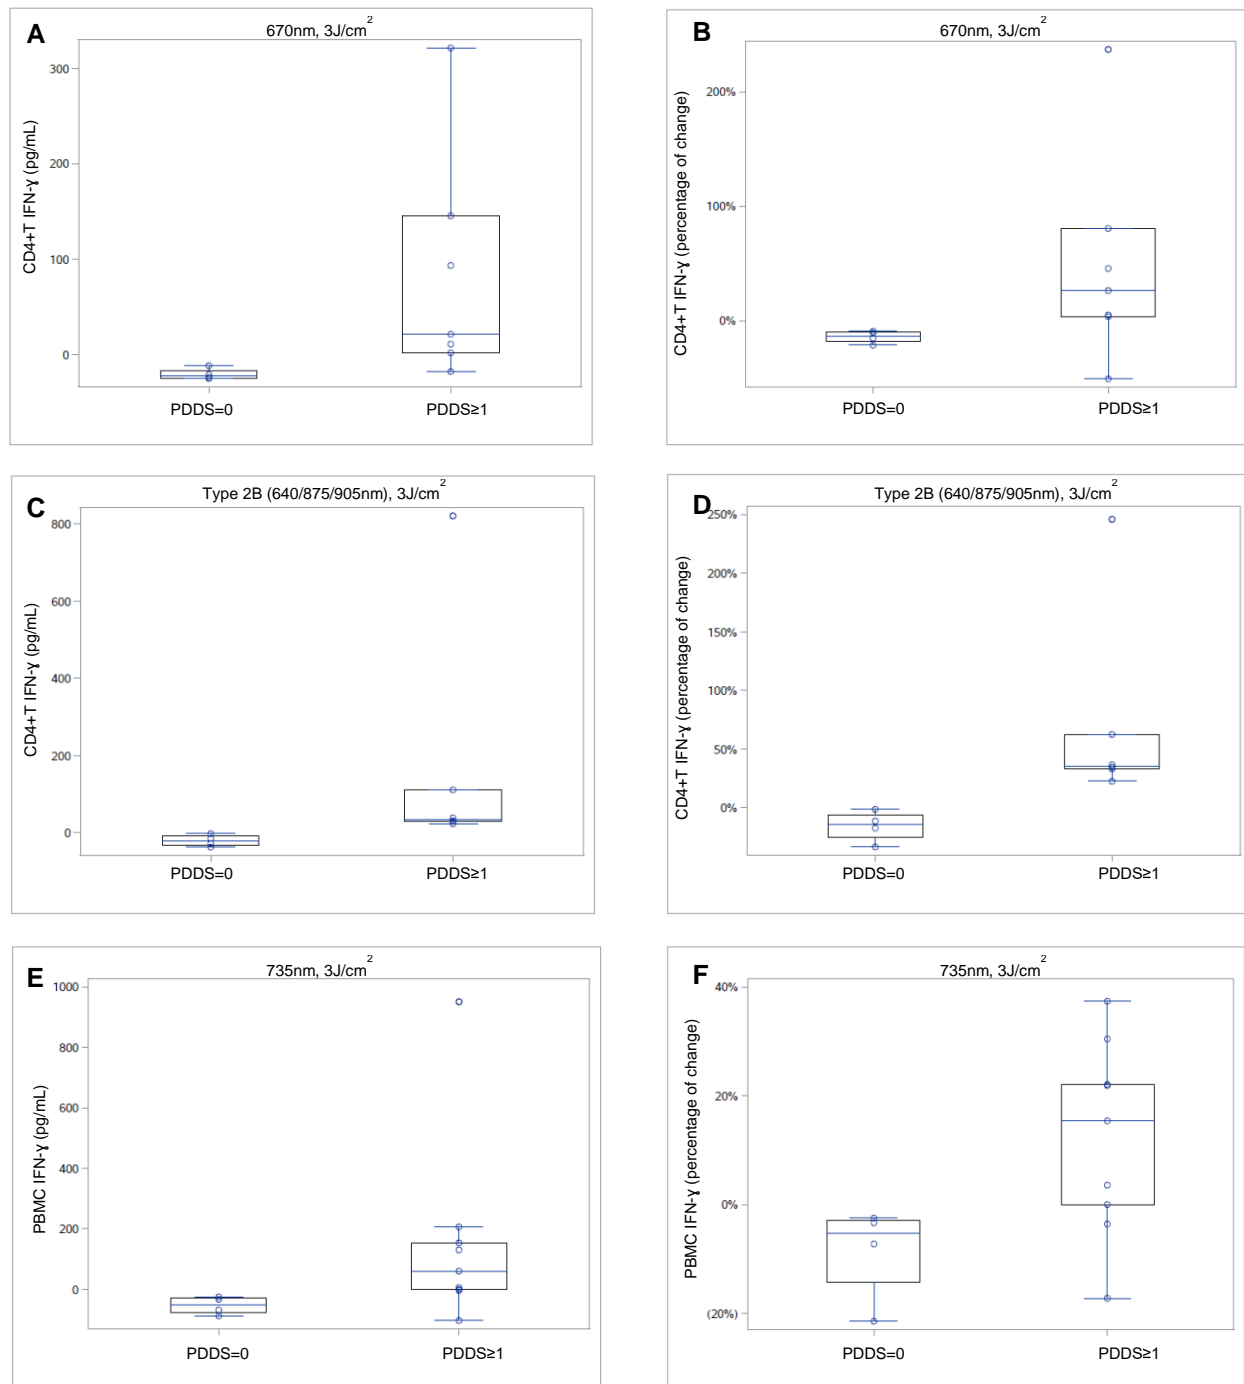 A
670nm, 3J/cm2
CD4+T IFN-ɣ (pg/mL)
300
200
100
0
PDDS=0
PDDS≥1
B
670nm, 3J/cm2
CD4+T IFN-ɣ (percentage of change)
200%
100%
0%
PDDS=0
PDDS≥1
C
Type 2B (640/875/905nm), 3J/cm2
CD4+T IFN-ɣ (pg/mL)
800
600
400
200
0
PDDS=0
PDDS≥1
D
Type 2B (640/875/905nm), 3J/cm2
CD4+T IFN-ɣ (percentage of change)
250%
200%
150%
100%
50%
0%
PDDS=0
PDDS≥1
E
735nm, 3J/cm2
PBMC IFN-ɣ (pg/mL)
1000
800
600
400
200
0
PDDS=0
PDDS≥1
F
735nm, 3J/cm2
PBMC IFN-ɣ (percentage of change)
40%
20%
0%
(20%)
PDDS=0
PDDS≥1